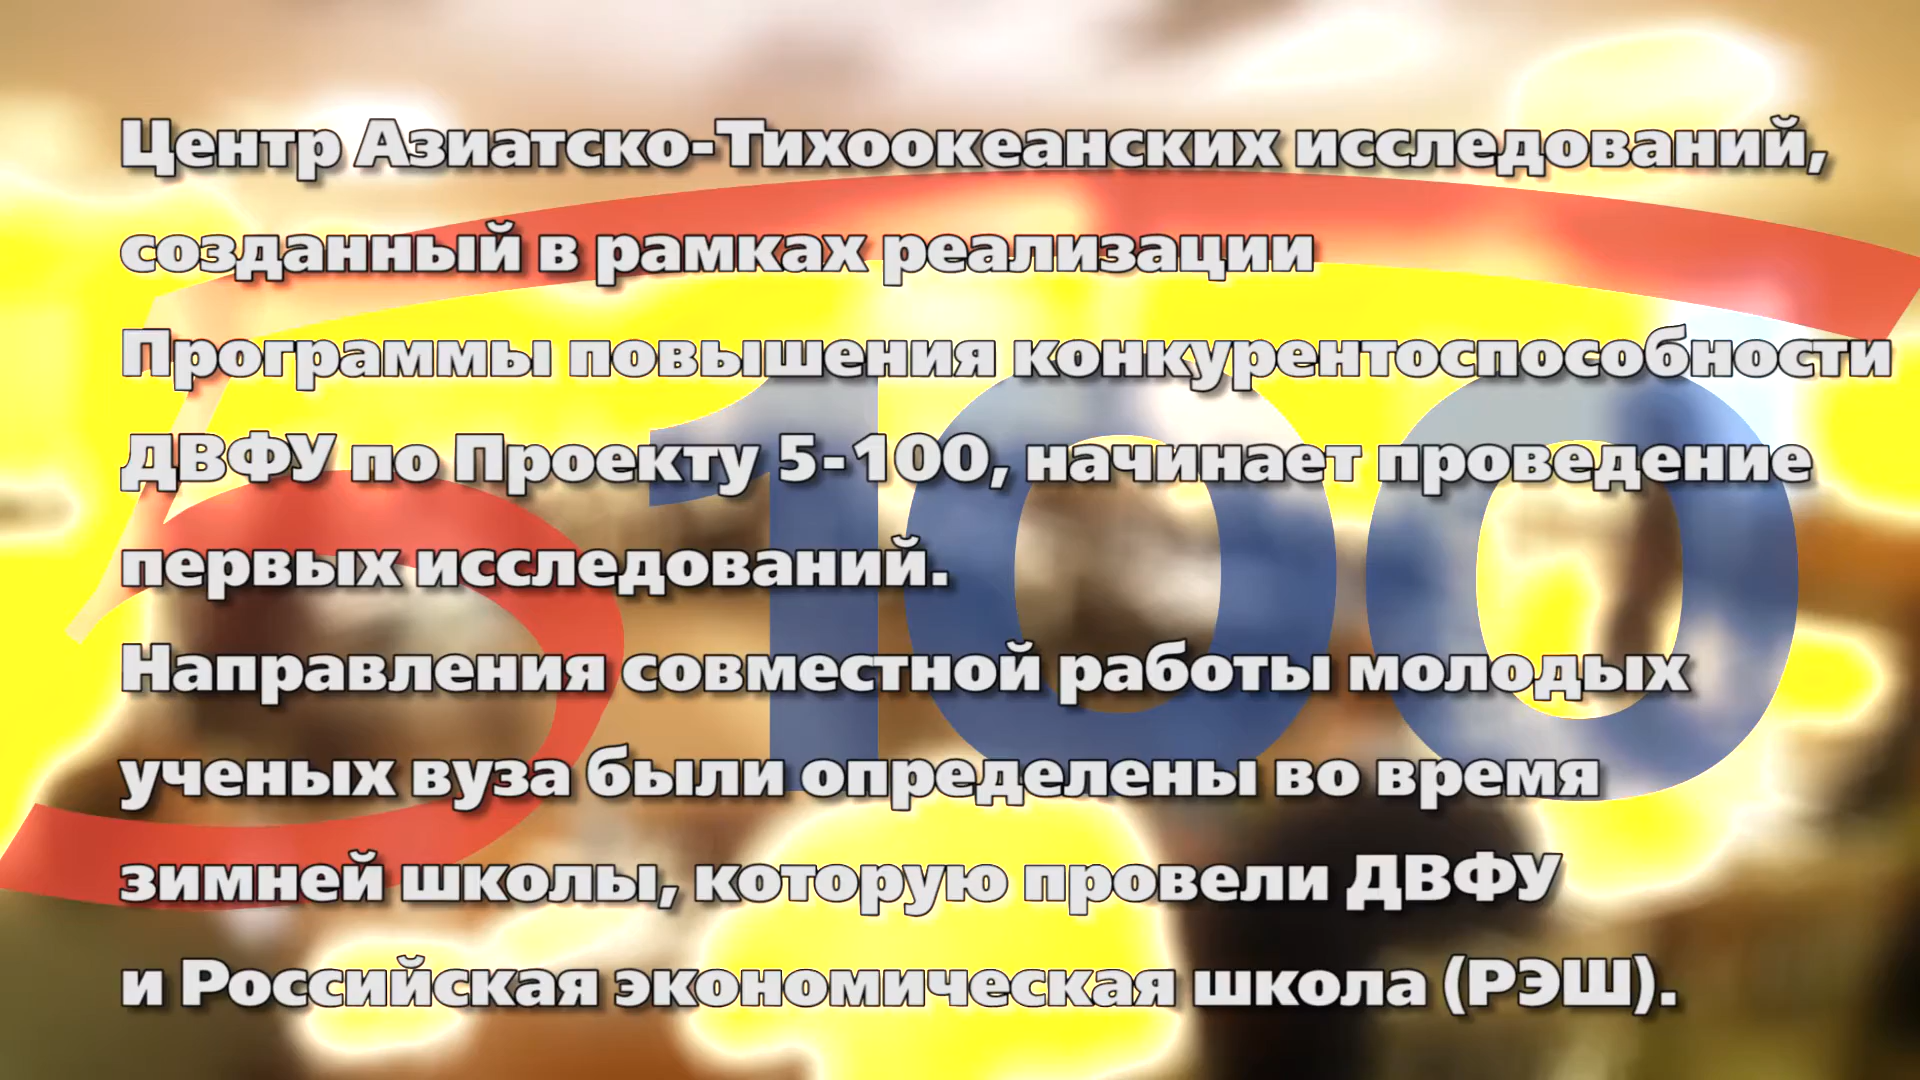 Центр Азиатско-Тихоокеанских исследований,
созданный в рамках реализации
Программы повышения конкурентоспособности
ДВФУ по Проекту 5-100, начинает проведение
первых исследований.
Направления совместной работы молодых
ученых вуза были определены во время
зимней школы, которую провели ДВФУ
и Российская экономическая школа (РЭШ).
5100